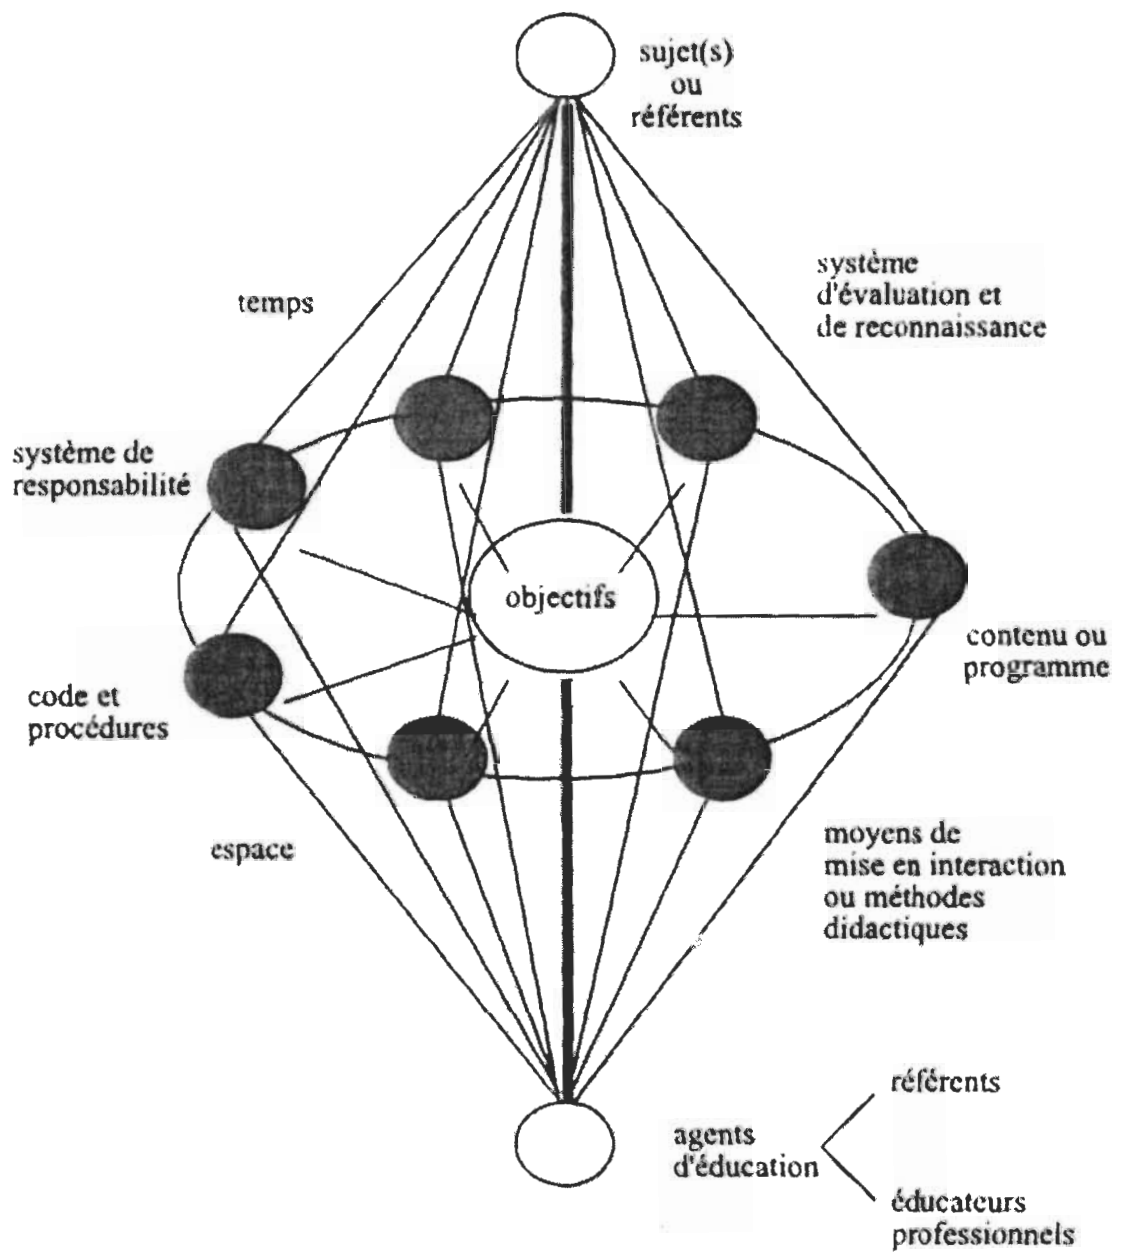 sujet(s)
ou
référents
système
d'évaluation et
de reconnaissance
temps
système de
responsabilité
objectifs
contenu ou
programme
code et
procédures
espace
moyens de
mise en interaction
ou méthodes
didactiques
référents
agents
d'éducation
éducateurs
professionnels